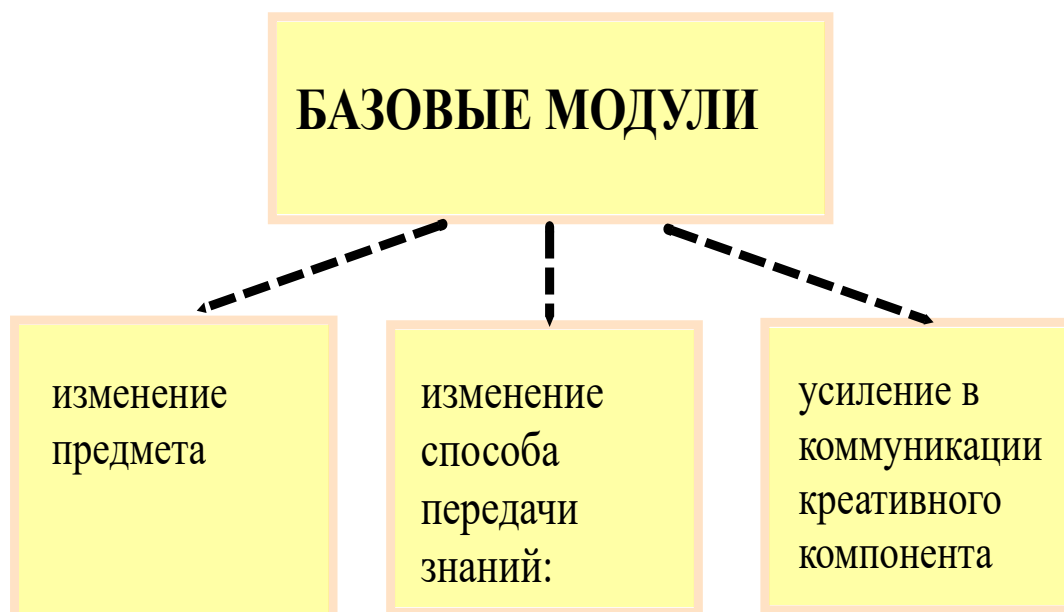 БАЗОВЫЕ МОДУЛИ
изменение
предмета
изменение
способа
передачи
знаний:
усиление в
коммуникации
креативного
компонента